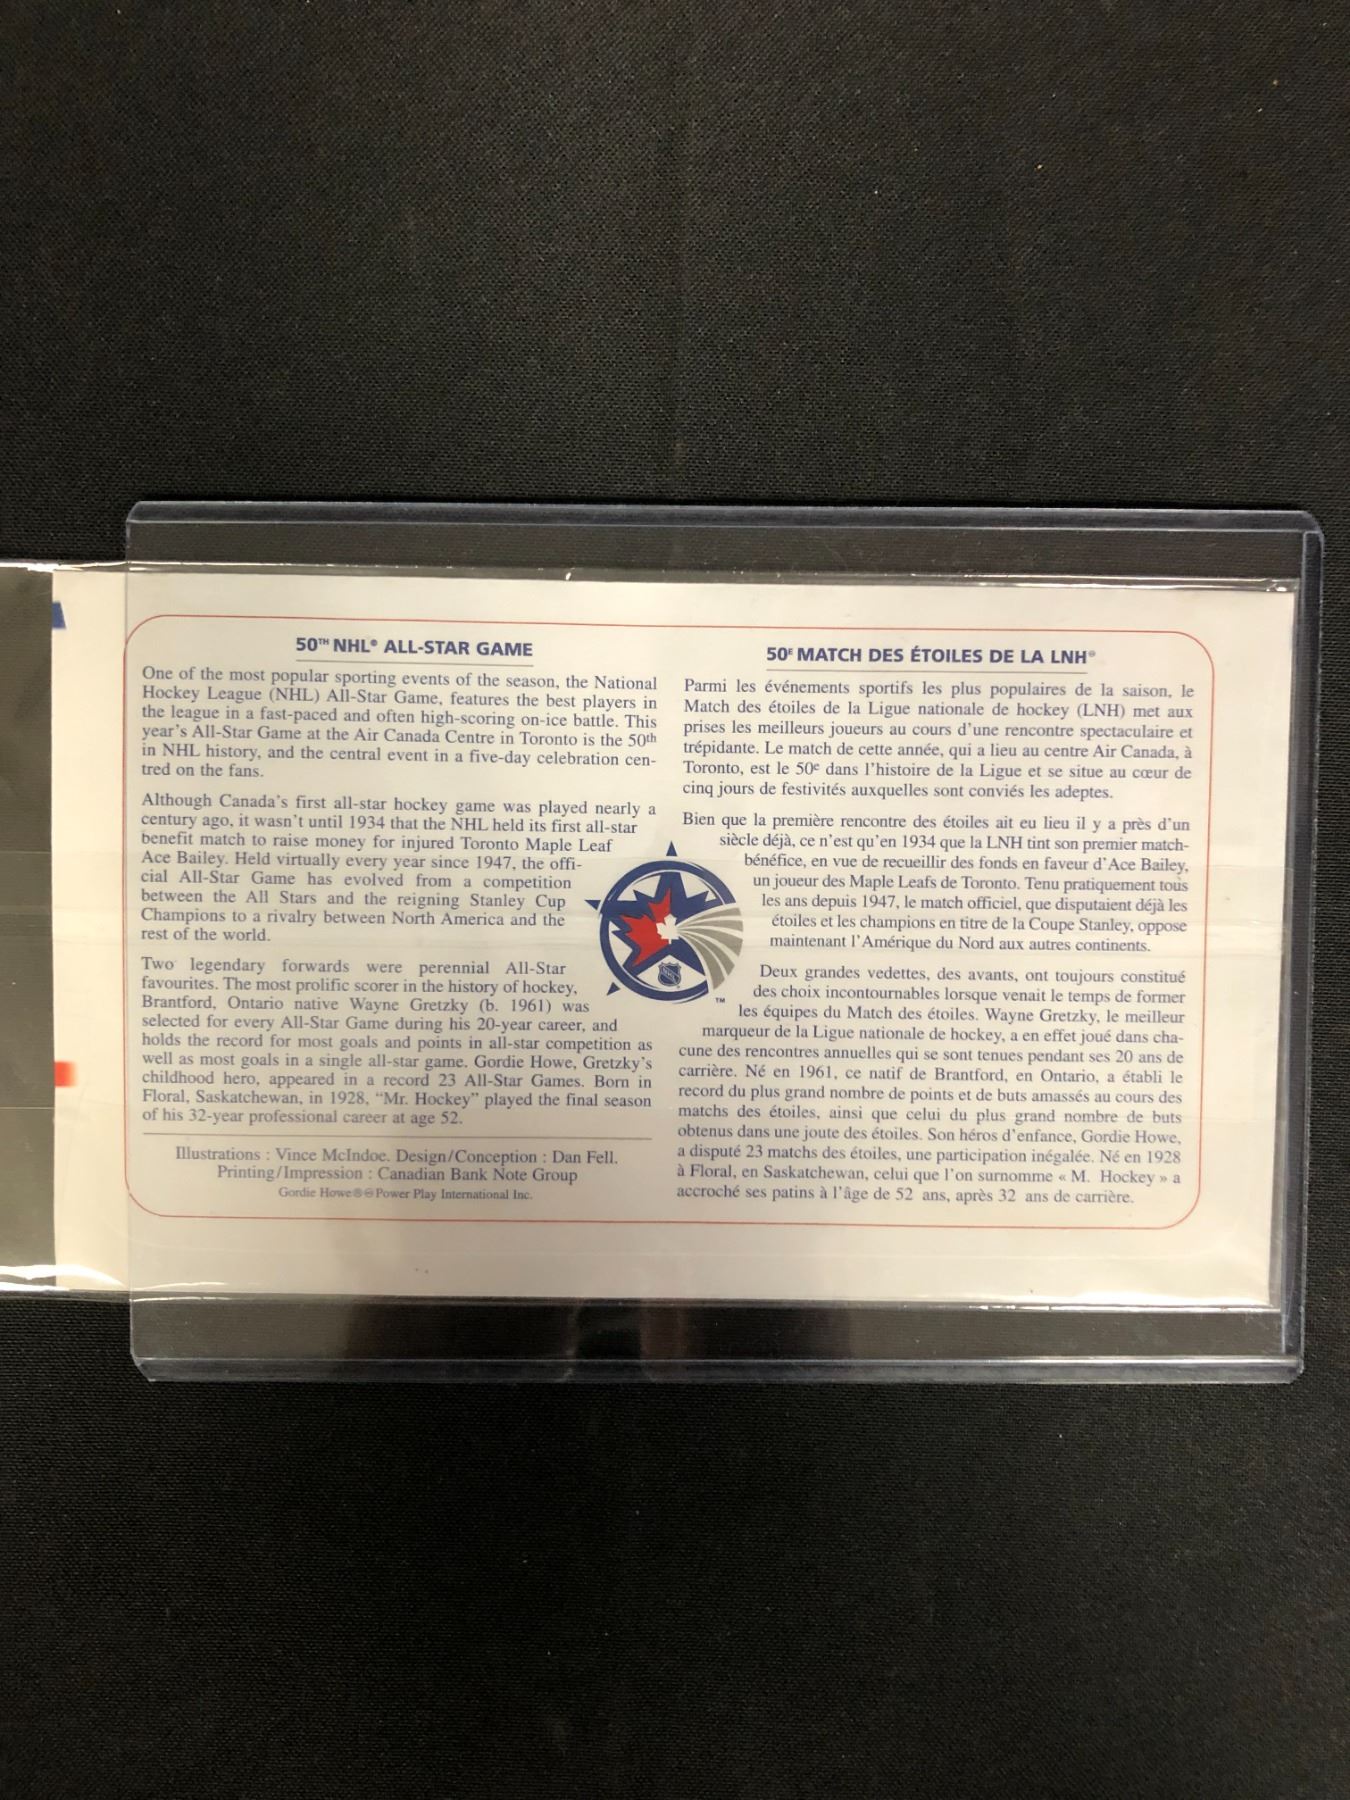 50TH NHL® ALL-STAR GAME
One of the most popular sporting events of the season, the National
Hockey League (NHL) All-Star Game, features the best players in
the league in a fast-paced and often high-scoring on-ice battle. This
year's All-Star Game at the Air Canada Centre in Toronto is the 50th
in NHL history, and the central event in a five-day celebration cen-
tred on the fans.
Although Canada's first all-star hockey game was played nearly a
century ago, it wasn't until 1934 that the NHL held its first all-star
benefit match to raise money for injured Toronto Maple Leaf
Ace Bailey. Held virtually every year since 1947, the offi-
cial All-Star Game has evolved from a competition
between the All Stars and the reigning Stanley Cup
Champions to a rivalry between North America and the
rest of the world.
Two legendary forwards were perennial All-Star
favourites. The most prolific scorer in the history of hockey,
Brantford, Ontario native Wayne Gretzky (b. 1961) was
selected for every All-Star Game during his 20-year career, and
holds the record for most goals and points in all-star competition as
well as most goals in a single all-star game. Gordie Howe, Gretzky's
childhood hero, appeared in a record 23 All-Star Games. Born in
Floral, Saskatchewan, in 1928, "Mr. Hockey" played the final season
of his 32-year professional career at age 52.
Illustrations : Vince McIndoe. Design/Conception : Dan Fell.
Printing/Impression : Canadian Bank Note Group
Gordie Howe®© Power Play International Inc.
50E MATCH DES ÉTOILES DE LA LNH®
Parmi les événements sportifs les plus populaires de la saison, le
Match des étoiles de la Ligue nationale de hockey (LNH) met aux
prises les meilleurs joueurs au cours d'une rencontre spectaculaire et
trépidante. Le match de cette année, qui a lieu au centre Air Canada, à
Toronto, est le 50e dans l'histoire de la Ligue et se situe au cœur de
cinq jours de festivités auxquelles sont conviés les adeptes.
Bien que la première rencontre des étoiles ait eu lieu il y a près d'un
siècle déjà, ce n'est qu'en 1934 que la LNH tint son premier match-
bénéfice, en vue de recueillir des fonds en faveur d'Ace Bailey,
un joueur des Maple Leafs de Toronto. Tenu pratiquement tous
les ans depuis 1947, le match officiel, que disputaient déjà les
étoiles et les champions en titre de la Coupe Stanley, oppose
maintenant l'Amérique du Nord aux autres continents.
Deux grandes vedettes, des avants, ont toujours constitué
des choix incontournables lorsque venait le temps de former
les équipes du Match des étoiles. Wayne Gretzky, le meilleur
marqueur de la Ligue nationale de hockey, a en effet joué dans cha-
cune des rencontres annuelles qui se sont tenues pendant ses 20 ans de
carrière. Né en 1961, ce natif de Brantford, en Ontario, a établi le
record du plus grand nombre de points et de buts amassés au cours des
matchs des étoiles, ainsi que celui du plus grand nombre de buts
obtenus dans une joute des étoiles. Son héros d'enfance, Gordie Howe,
a disputé 23 matchs des étoiles, une participation inégalée. Né en 1928
à Floral, en Saskatchewan, celui que l'on surnomme « M. Hockey » a
accroché ses patins à l'âge de 52 ans, après 32 ans de carrière.
NHL
TM